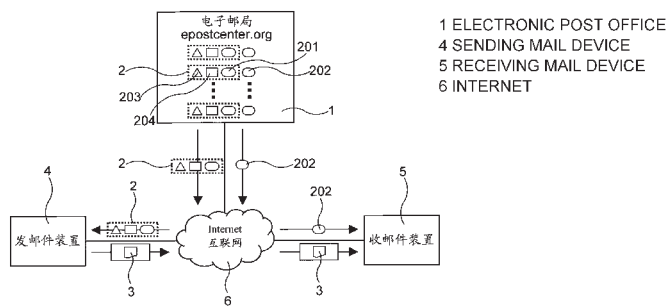 电子邮局
epostcenter.org
2
201
202
203
204
1
2
202
4
2
202
5
发邮件装置
Internet
互联网
收邮件装置
3
6
3
1 ELECTRONIC POST OFFICE
4 SENDING MAIL DEVICE
5 RECEIVING MAIL DEVICE
6 INTERNET